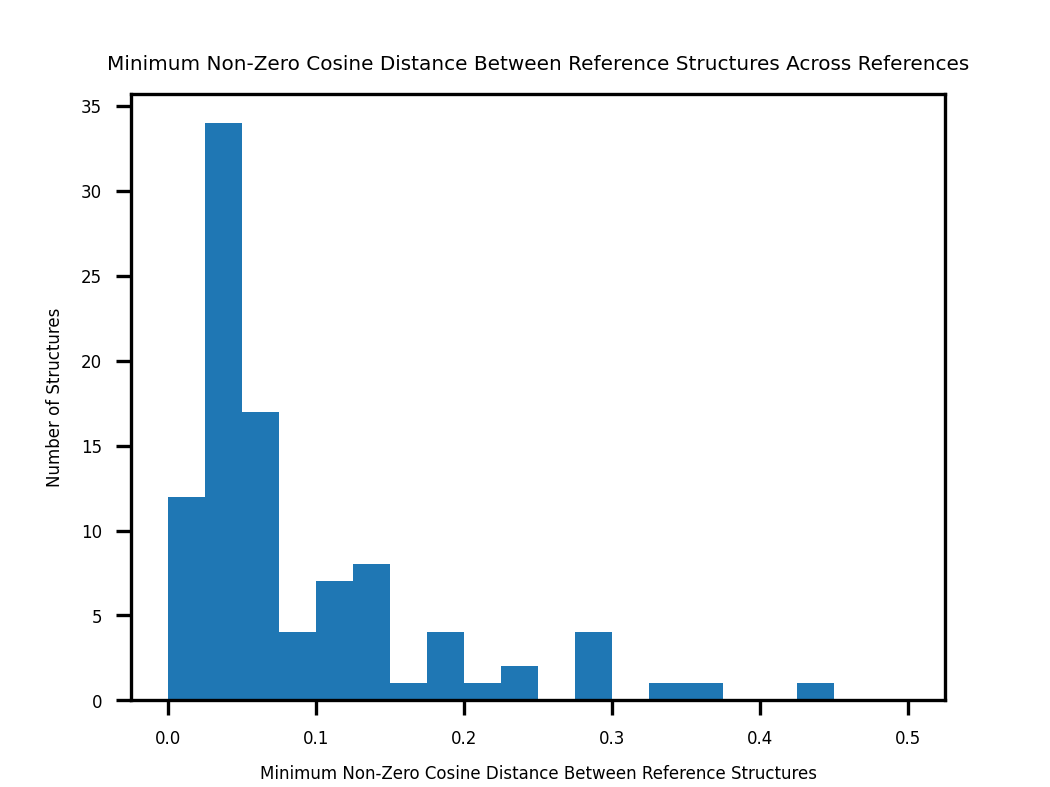 Minimum Non-Zero Cosine Distance Between Reference Structures Across References
35
30
25
20
15
10
5
0
Number of Structures
0.0 0.1 0.2 0.3 0.4 0.5
Minimum Non-Zero Cosine Distance Between Reference Structures